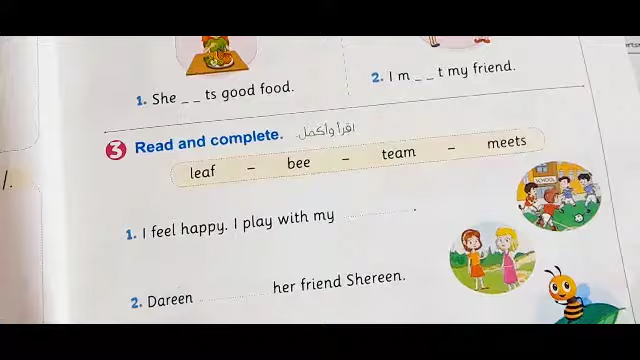 1. She _ _ ts good food.
2. I m _ _ t my friend.
3 Read and complete. اقرأ وأكمل.
leaf – bee – team – meets
SCHOOL
1. I feel happy. I play with my .............. .
2. Dareen .............. her friend Shereen.